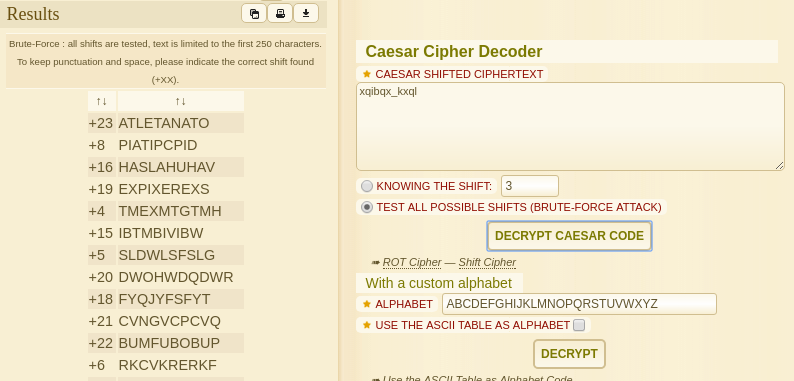 Results
Brute-Force : all shifts are tested, text is limited to the first 250 characters.
To keep punctuation and space, please indicate the correct shift found
(+XX).
↑↓ ↑↓
+23 ATLETANATO
+8 PIATIPCPID
+16 HASLAHUHAV
+19 EXPIXEREXS
+4 TMEXMTGTMH
+15 IBTMBIVIBW
+5 SLDWLSFSLG
+20 DWOHWDQDWR
+18 FYQJYFSFYT
+21 CVNGVCPCVQ
+22 BUMFUBOBUP
+6 RKCVKRERKF
Caesar Cipher Decoder
★ CAESAR SHIFTED CIPHERTEXT
xqibqx_kxql
KNOWING THE SHIFT: 3
TEST ALL POSSIBLE SHIFTS (BRUTE-FORCE ATTACK)
DECRYPT CAESAR CODE
➠ ROT Cipher — Shift Cipher
With a custom alphabet
★ ALPHABET ABCDEFGHIJKLMNOPQRSTUVWXYZ
★ USE THE ASCII TABLE AS ALPHABET
DECRYPT
➠ Use the ASCII Table as Alphabet Code